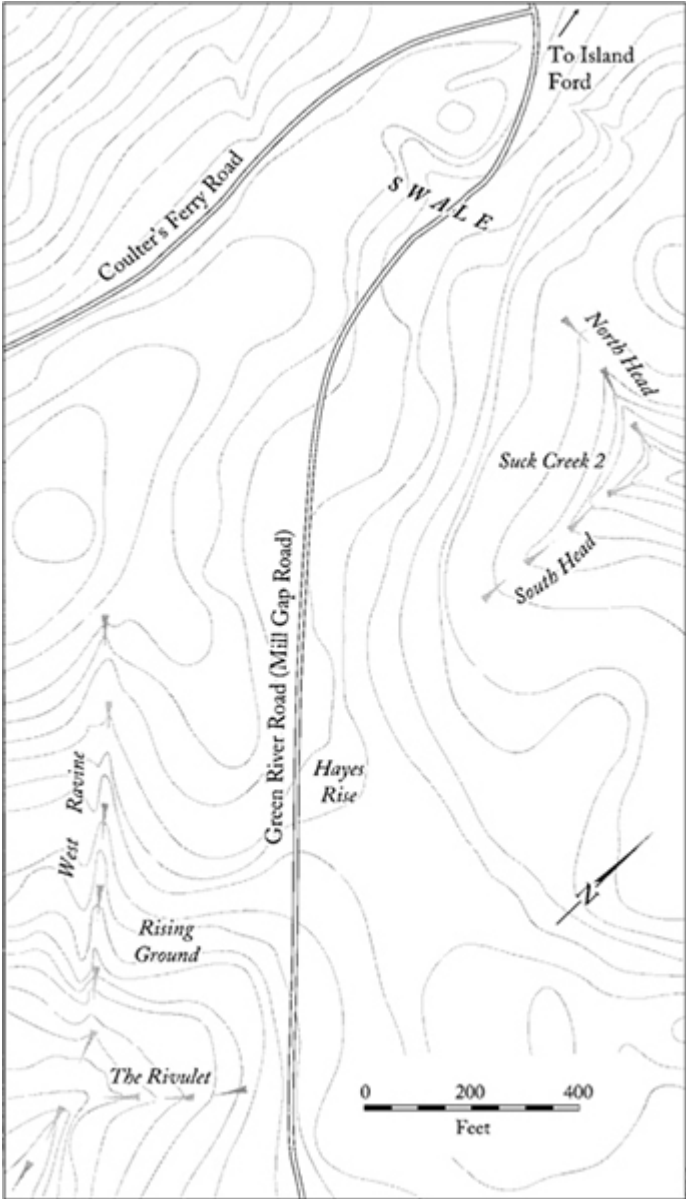 To Island
Ford
Coulter's Ferry Road
SWALE
North Head
Suck Creek 2
South Head
Green River Road (Mill Gap Road)
Hayes
Rise
West Ravine
N
Rising
Ground
The Rivulet
0 200 400
Feet